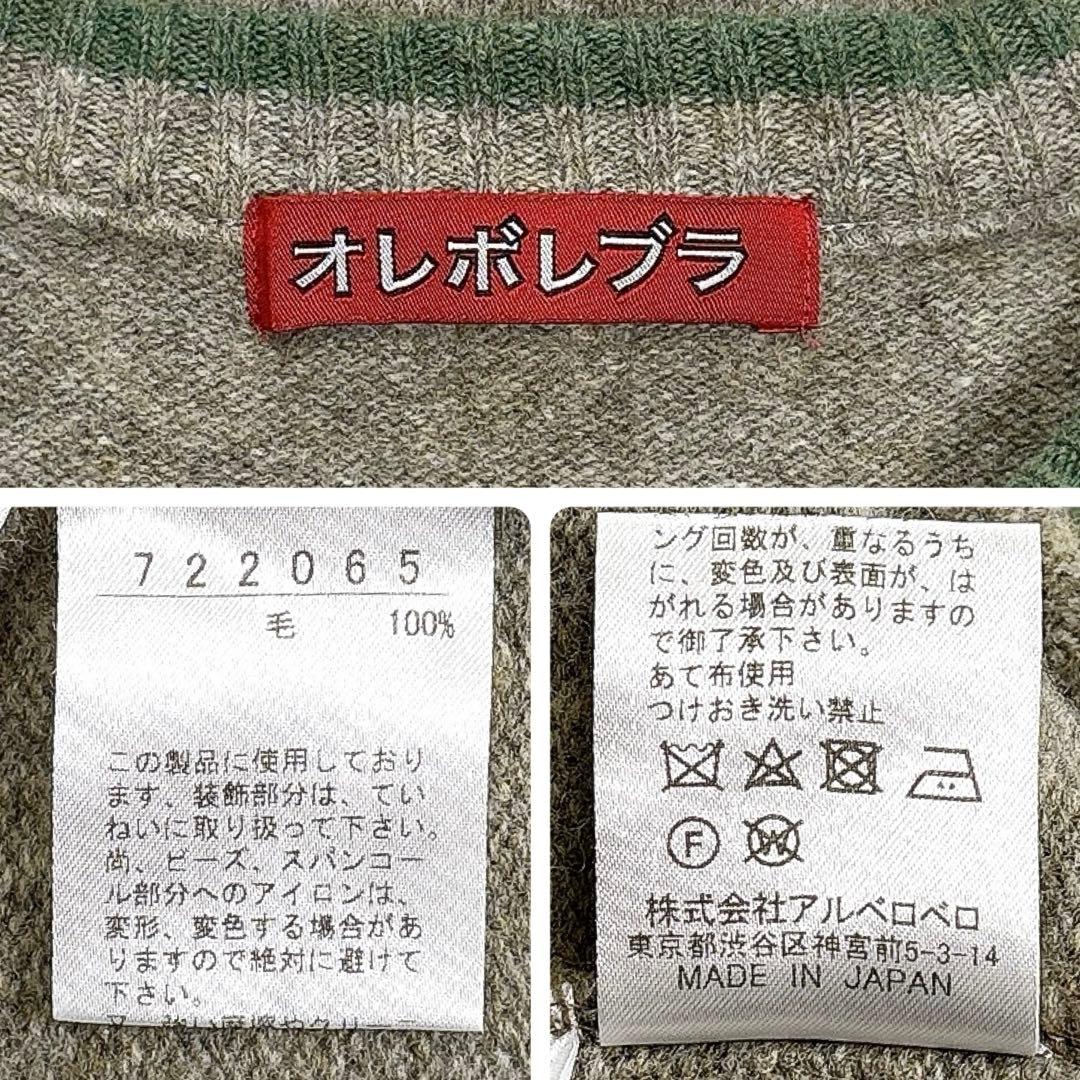 オレボレブラ
722065
毛 100%
この製品に使用しており
ます、装飾部分は、てい
ねいに取り扱って下さい。
尚、ビーズ、スパンコー
ル部分へのアイロンは、
変形、変色する場合があ
りますので絶対に避けて
下さい。
ング回数が、重なるうち
に、変色及び表面が、は
がれる場合がありますの
で御了承下さい。
あて布使用
つけおき洗い禁止
F W
株式会社アルベロベロ
東京都渋谷区神宮前5-3-14
MADE IN JAPAN